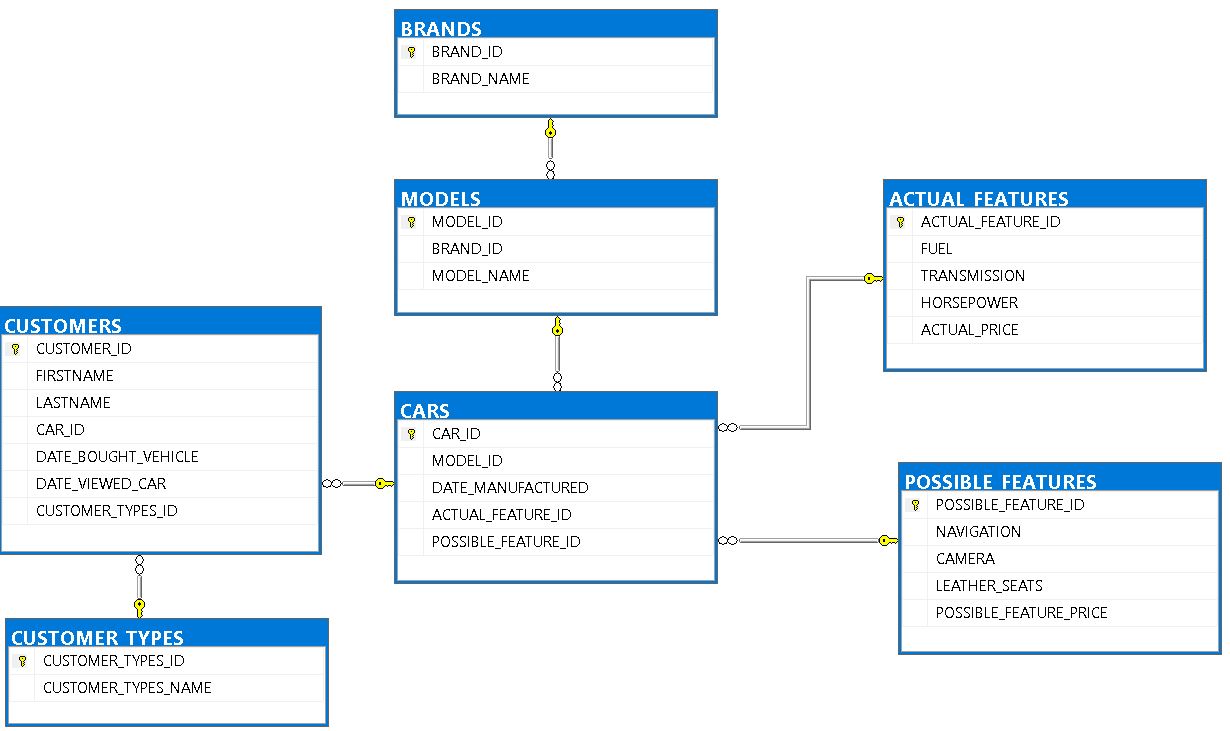 BRANDS
BRAND_ID
BRAND_NAME
MODELS
MODEL_ID
BRAND_ID
MODEL_NAME
ACTUAL_FEATURES
ACTUAL_FEATURE_ID
FUEL
TRANSMISSION
HORSEPOWER
ACTUAL_PRICE
CUSTOMERS
CUSTOMER_ID
FIRSTNAME
LASTNAME
CAR_ID
DATE_BOUGHT_VEHICLE
DATE_VIEWED_CAR
CUSTOMER_TYPES_ID
CARS
CAR_ID
MODEL_ID
DATE_MANUFACTURED
ACTUAL_FEATURE_ID
POSSIBLE_FEATURE_ID
POSSIBLE_FEATURES
POSSIBLE_FEATURE_ID
NAVIGATION
CAMERA
LEATHER_SEATS
POSSIBLE_FEATURE_PRICE
CUSTOMER_TYPES
CUSTOMER_TYPES_ID
CUSTOMER_TYPES_NAME